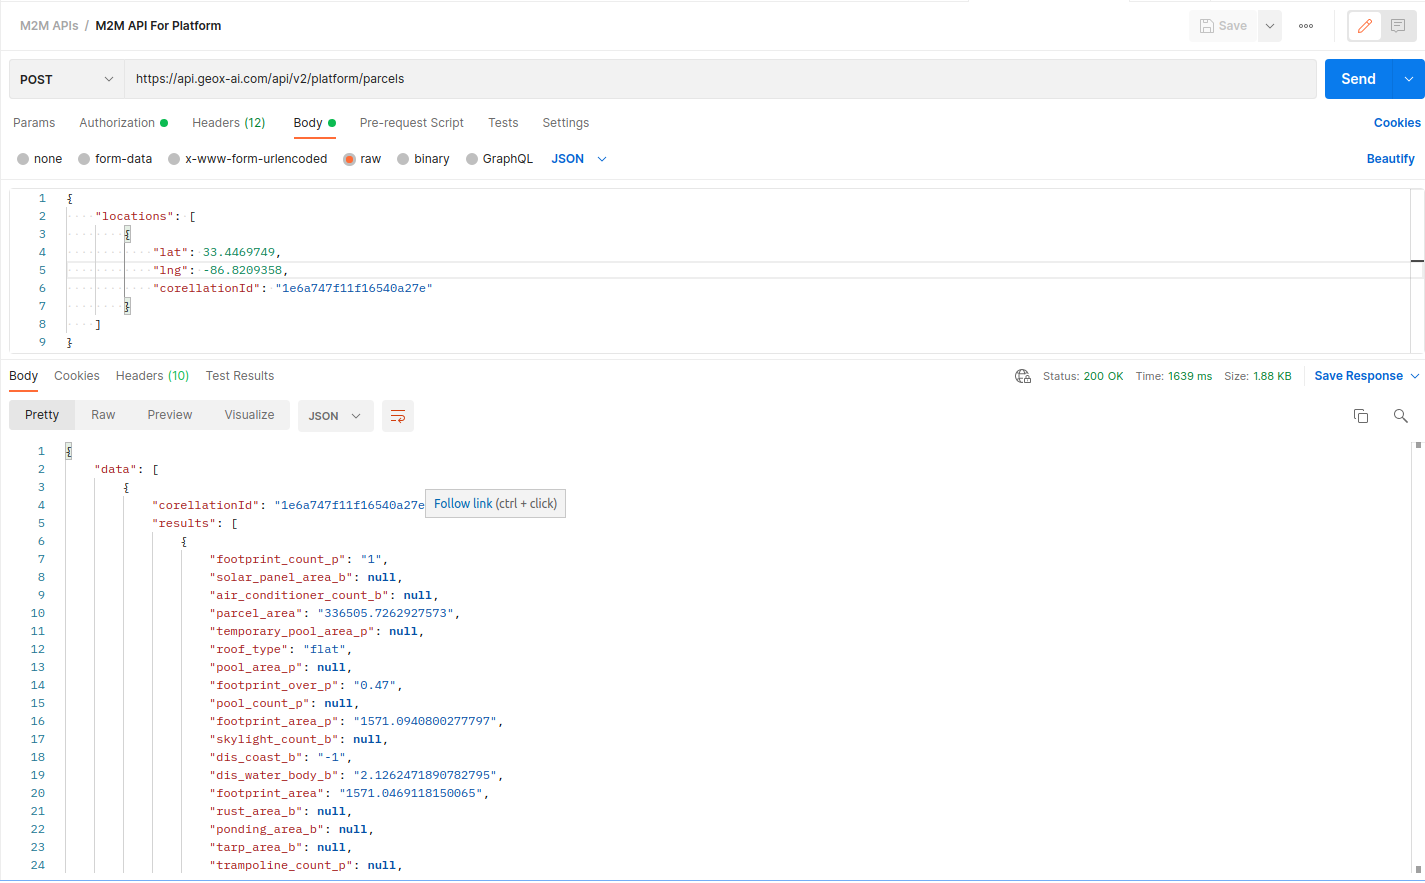 M2M APIs / M2M API For Platform
Save
POST https://api.geox-ai.com/api/v2/platform/parcels Send
Params Authorization Headers (12) Body Pre-request Script Tests Settings Cookies
none form-data x-www-form-urlencoded raw binary GraphQL JSON Beautify
1 {
2 "locations": [
3 {
4 "lat": 33.4469749,
5 "lng": -86.8209358,
6 "corellationId": "1e6a747f11f16540a27e"
7 }
8 ]
9 }
Body Cookies Headers (10) Test Results Status: 200 OK Time: 1639 ms Size: 1.88 KB Save Response
Pretty Raw Preview Visualize JSON
1 {
2 "data": [
3 {
4 "corellationId": "1e6a747f11f16540a27e
Follow link (ctrl + click)
5 "results": [
6 {
7 "footprint_count_p": "1",
8 "solar_panel_area_b": null,
9 "air_conditioner_count_b": null,
10 "parcel_area": "336505.7262927573",
11 "temporary_pool_area_p": null,
12 "roof_type": "flat",
13 "pool_area_p": null,
14 "footprint_over_p": "0.47",
15 "pool_count_p": null,
16 "footprint_area_p": "1571.0940800277797",
17 "skylight_count_b": null,
18 "dis_coast_b": "-1",
19 "dis_water_body_b": "2.1262471890782795",
20 "footprint_area": "1571.0469118150065",
21 "rust_area_b": null,
22 "ponding_area_b": null,
23 "tarp_area_b": null,
24 "trampoline_count_p": null,